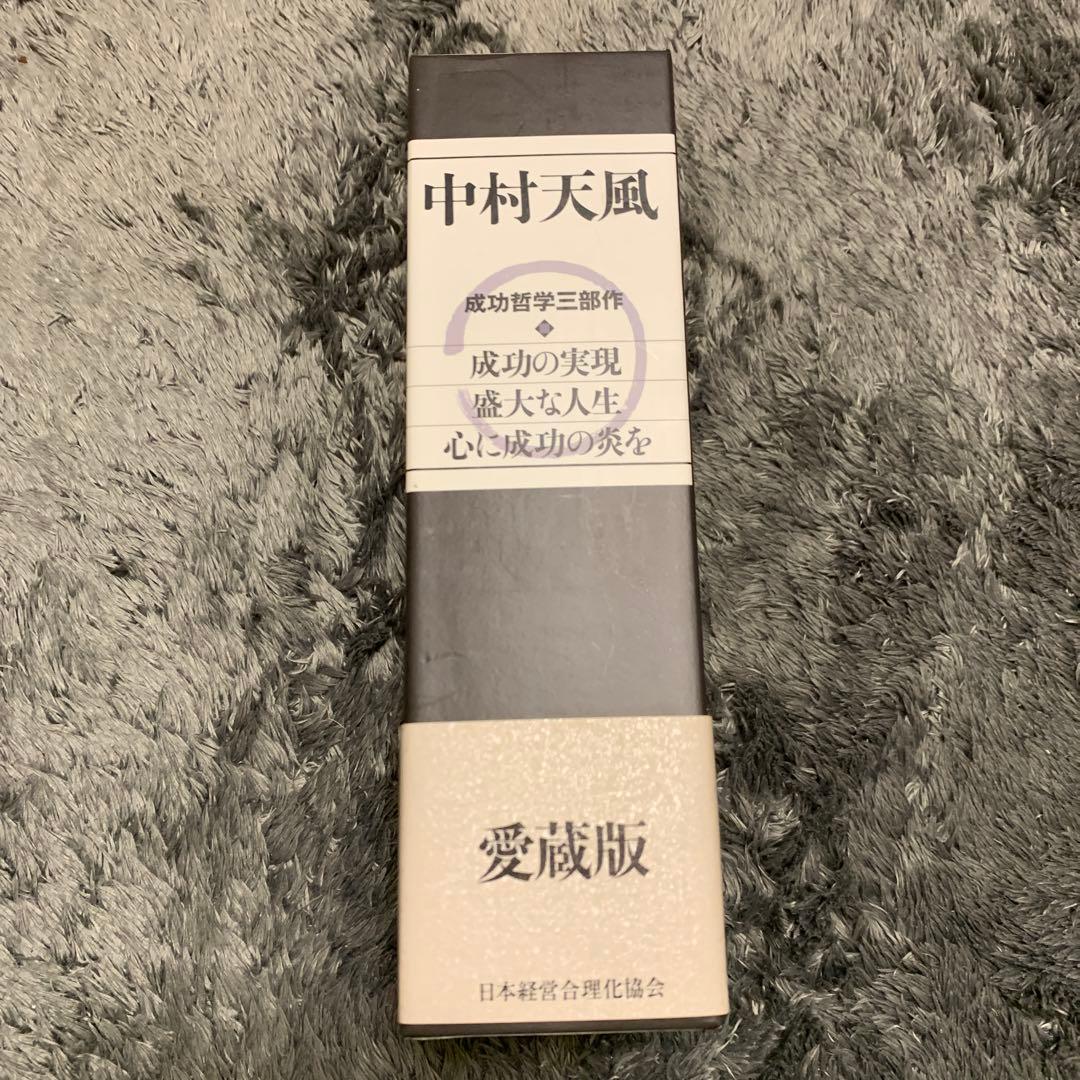 中村天風
成功哲学三部作
成功の実現
盛大な人生
心に成功の炎を
愛蔵版
日本経営合理化協会